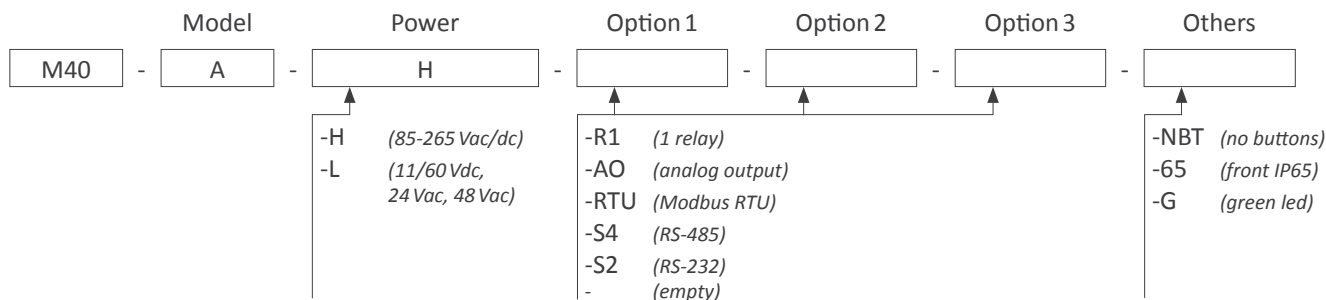 Model Power Option 1 Option 2 Option 3 Others
M40 - A - H - - - -
-H (85-265 Vac/dc) -R1 (1 relay) -NBT (no buttons)
-L (11/60 Vdc, -AO (analog output) -65 (front IP65)
24 Vac, 48 Vac) -RTU (Modbus RTU) -G (green led)
-S4 (RS-485)
-S2 (RS-232)
- (empty)